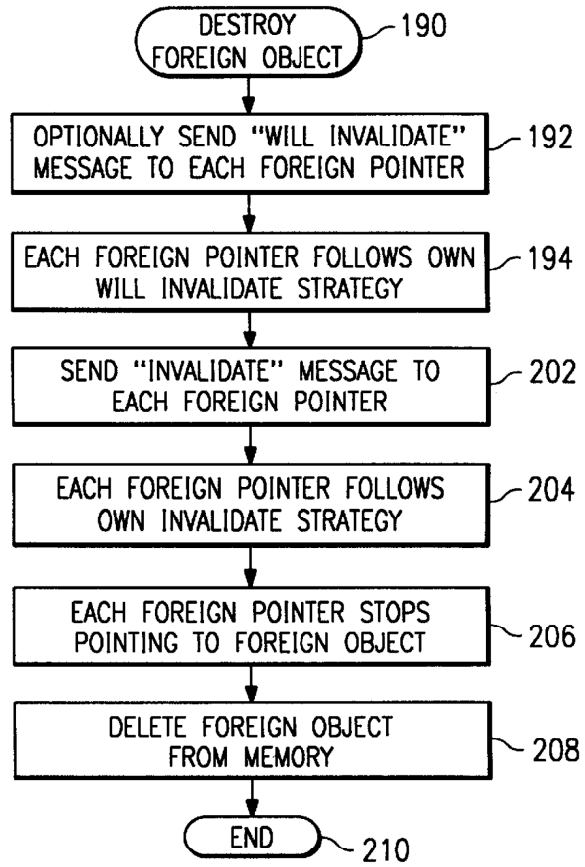 DESTROY
FOREIGN OBJECT
190
OPTIONALLY SEND "WILL INVALIDATE"
MESSAGE TO EACH FOREIGN POINTER
192
EACH FOREIGN POINTER FOLLOWS OWN
WILL INVALIDATE STRATEGY
194
SEND "INVALIDATE" MESSAGE TO
EACH FOREIGN POINTER
202
EACH FOREIGN POINTER FOLLOWS
OWN INVALIDATE STRATEGY
204
EACH FOREIGN POINTER STOPS
POINTING TO FOREIGN OBJECT
206
DELETE FOREIGN OBJECT
FROM MEMORY
208
END
210